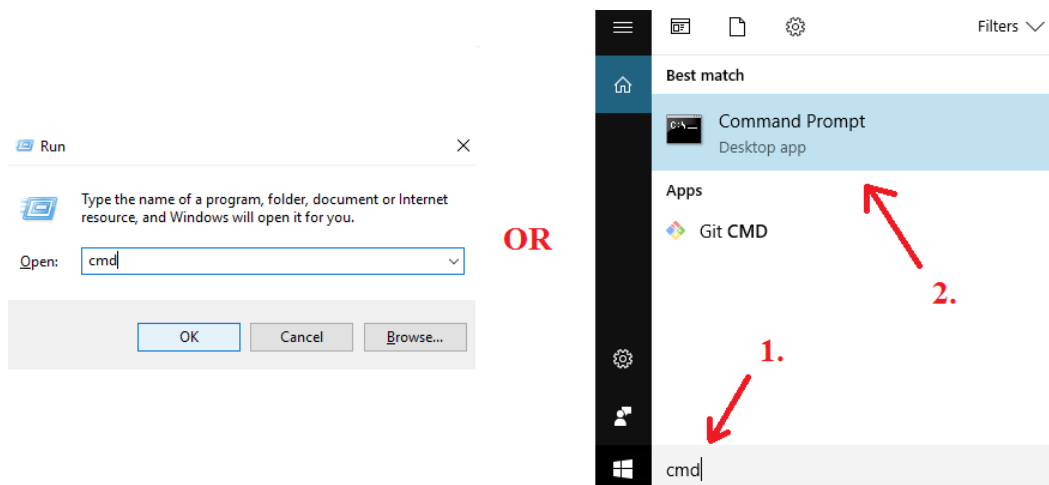 Run
Type the name of a program, folder, document or Internet
resource, and Windows will open it for you.
Open: cmd
OK Cancel Browse...
OR
Filters
Best match
C:\_
Command Prompt
Desktop app
Apps
Git CMD
2.
1.
cmd